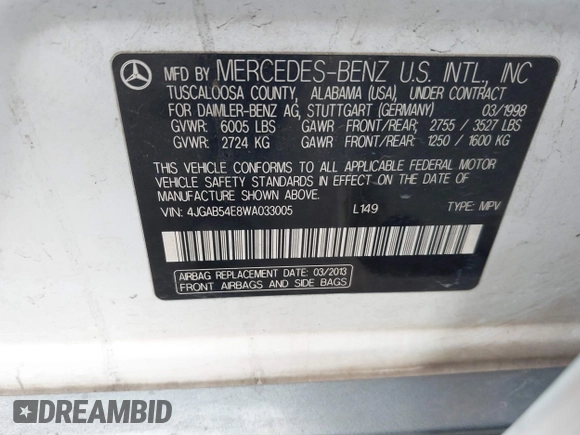 MFD BY MERCEDES-BENZ U.S. INTL., INC
TUSCALOOSA COUNTY, ALABAMA (USA), UNDER CONTRACT
FOR DAIMLER-BENZ AG, STUTTGART (GERMANY) 03/1998
GVWR: 6005 LBS GAWR FRONT/REAR; 2755 / 3527 LBS
GVWR: 2724 KG GAWR FRONT/REAR; 1250 / 1600 KG
THIS VEHICLE CONFORMS TO ALL APPLICABLE FEDERAL MOTOR
VEHICLE SAFETY STANDARDS IN EFFECT ON THE DATE OF
MANUFACTURE SHOWN ABOVE.
VIN: 4JGAB54E8WA033005 L149 TYPE: MPV
AIRBAG REPLACEMENT DATE: 03/2013
FRONT AIRBAGS AND SIDE BAGS
DREAMBID